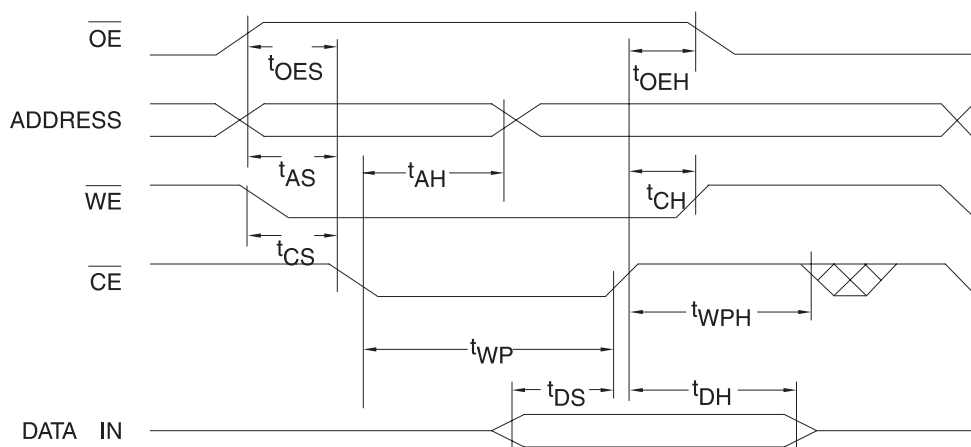 OE
tOES
tOEH
ADDRESS
tAS
tAH
WE
tCH
tCS
CE
tWPH
tWP
tDS
tDH
DATA IN